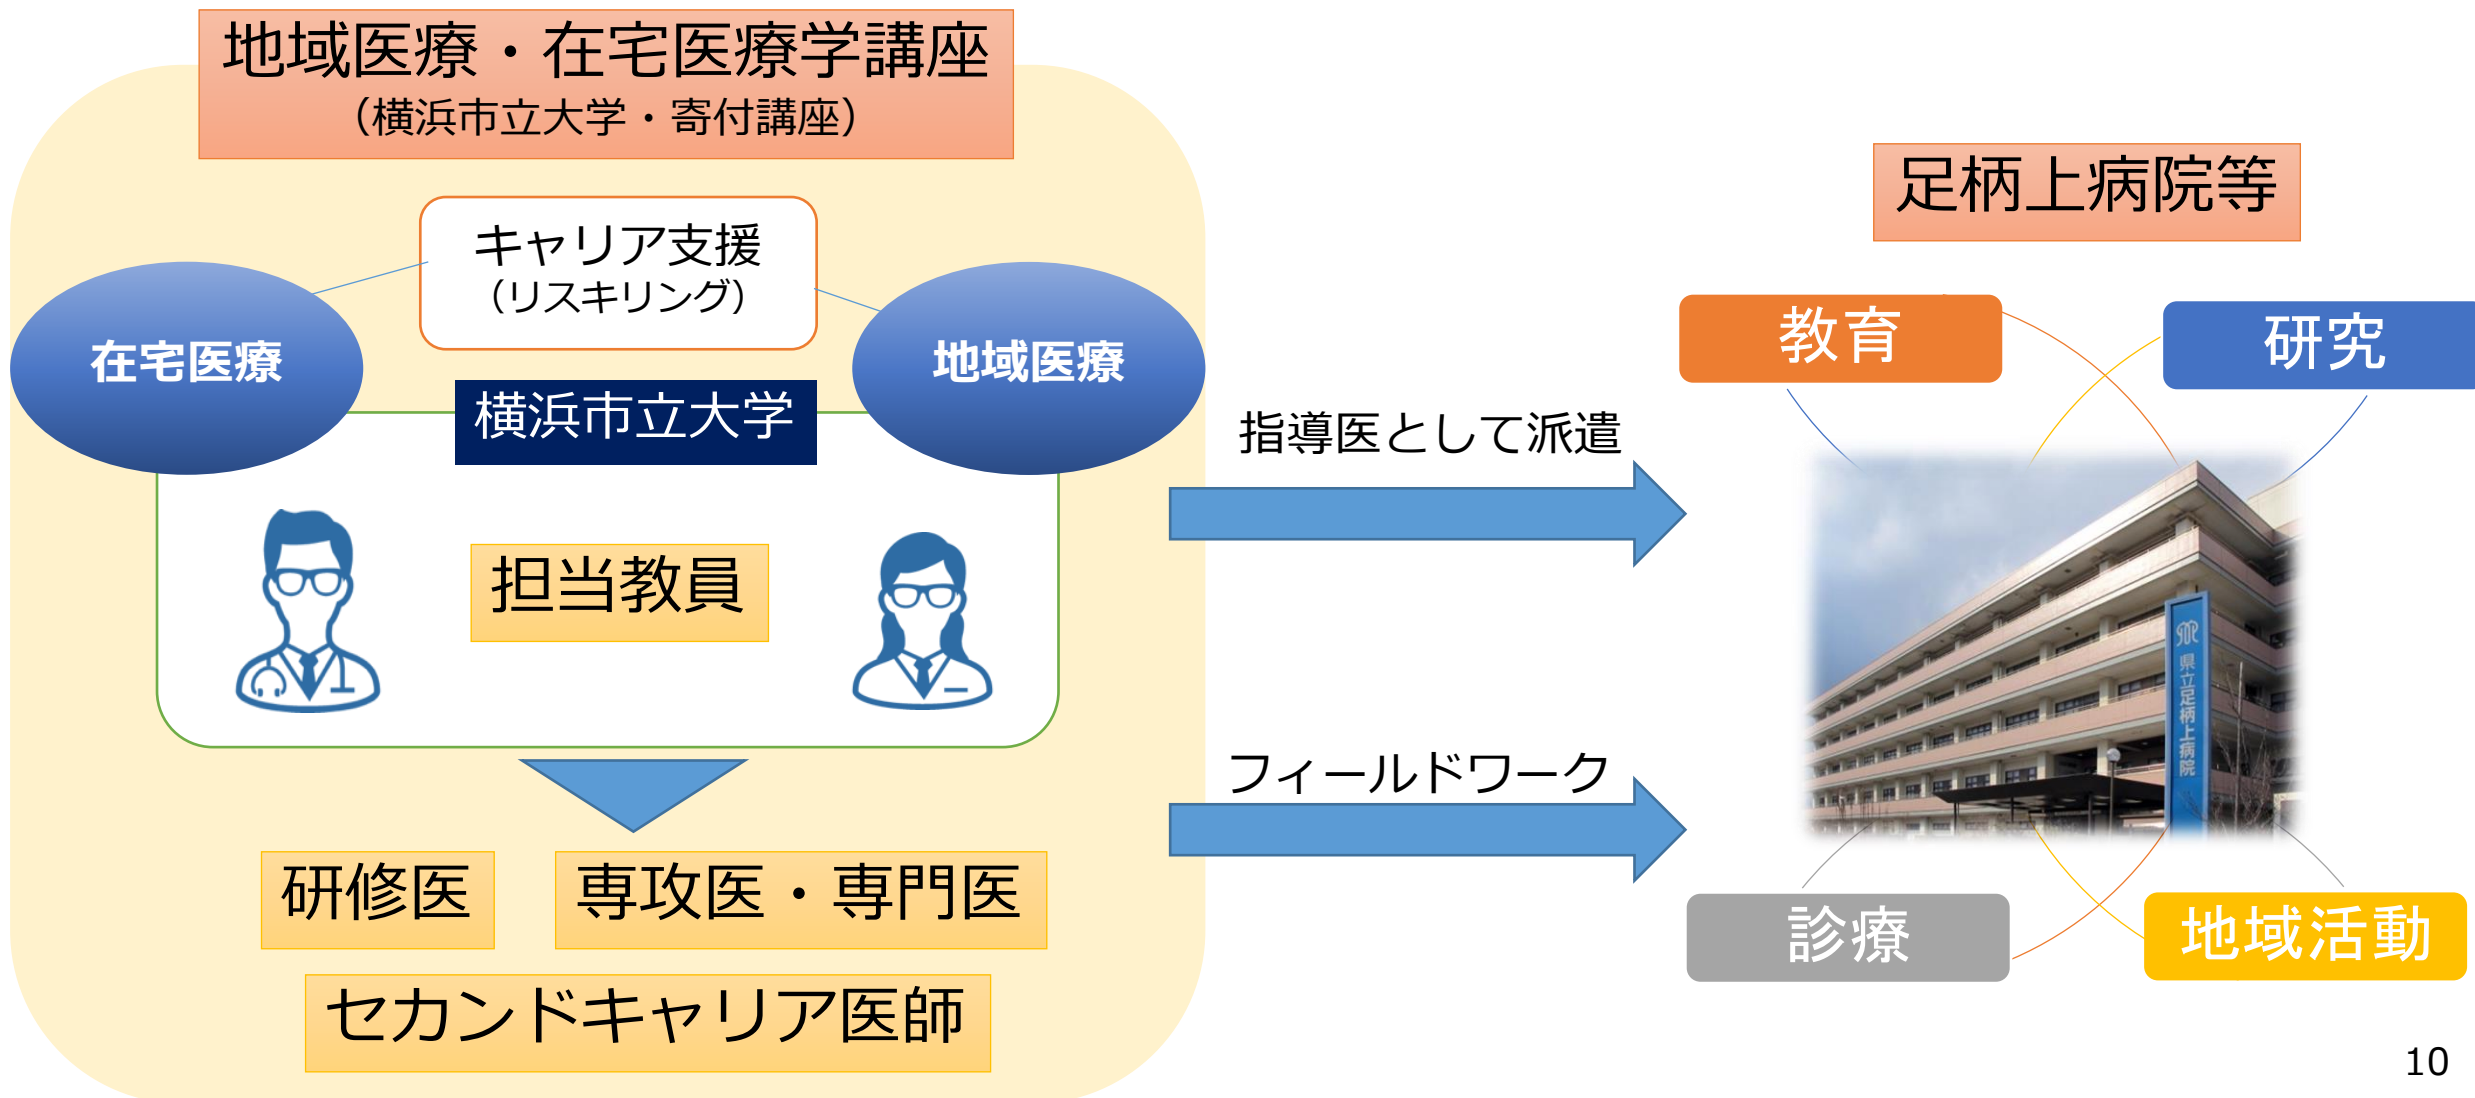 地域医療・在宅医療学講座
（横浜市立大学・寄付講座）
キャリア支援
（リスキリング）
在宅医療
地域医療
横浜市立大学
担当教員
研修医
専攻医・専門医
セカンドキャリア医師
指導医として派遣
フィールドワーク
足柄上病院等
教育
研究
県立足柄上病院
診療
地域活動
10